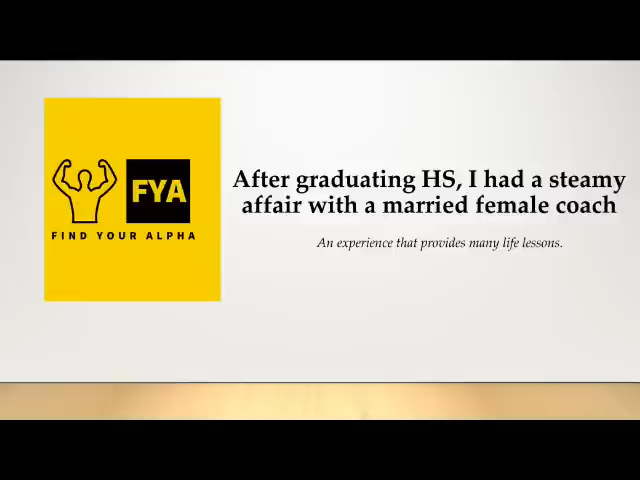 FYA
FIND YOUR ALPHA
After graduating HS, I had a steamy
affair with a married female coach
An experience that provides many life lessons.